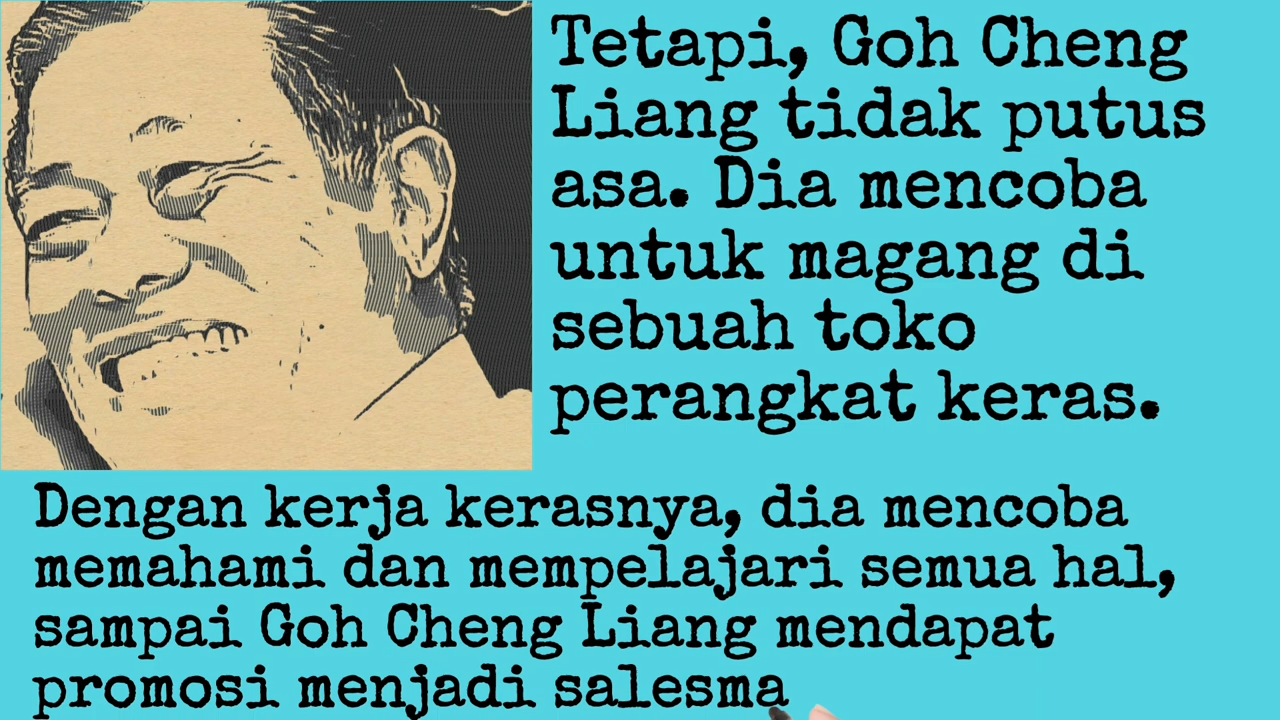 Tetapi, Goh Cheng
Liang tidak putus
asa. Dia mencoba
untuk magang di
sebuah toko
perangkat keras.
Dengan kerja kerasnya, dia mencoba
memahami dan mempelajari semua hal,
sampai Goh Cheng Liang mendapat
promosi menjadi salesma